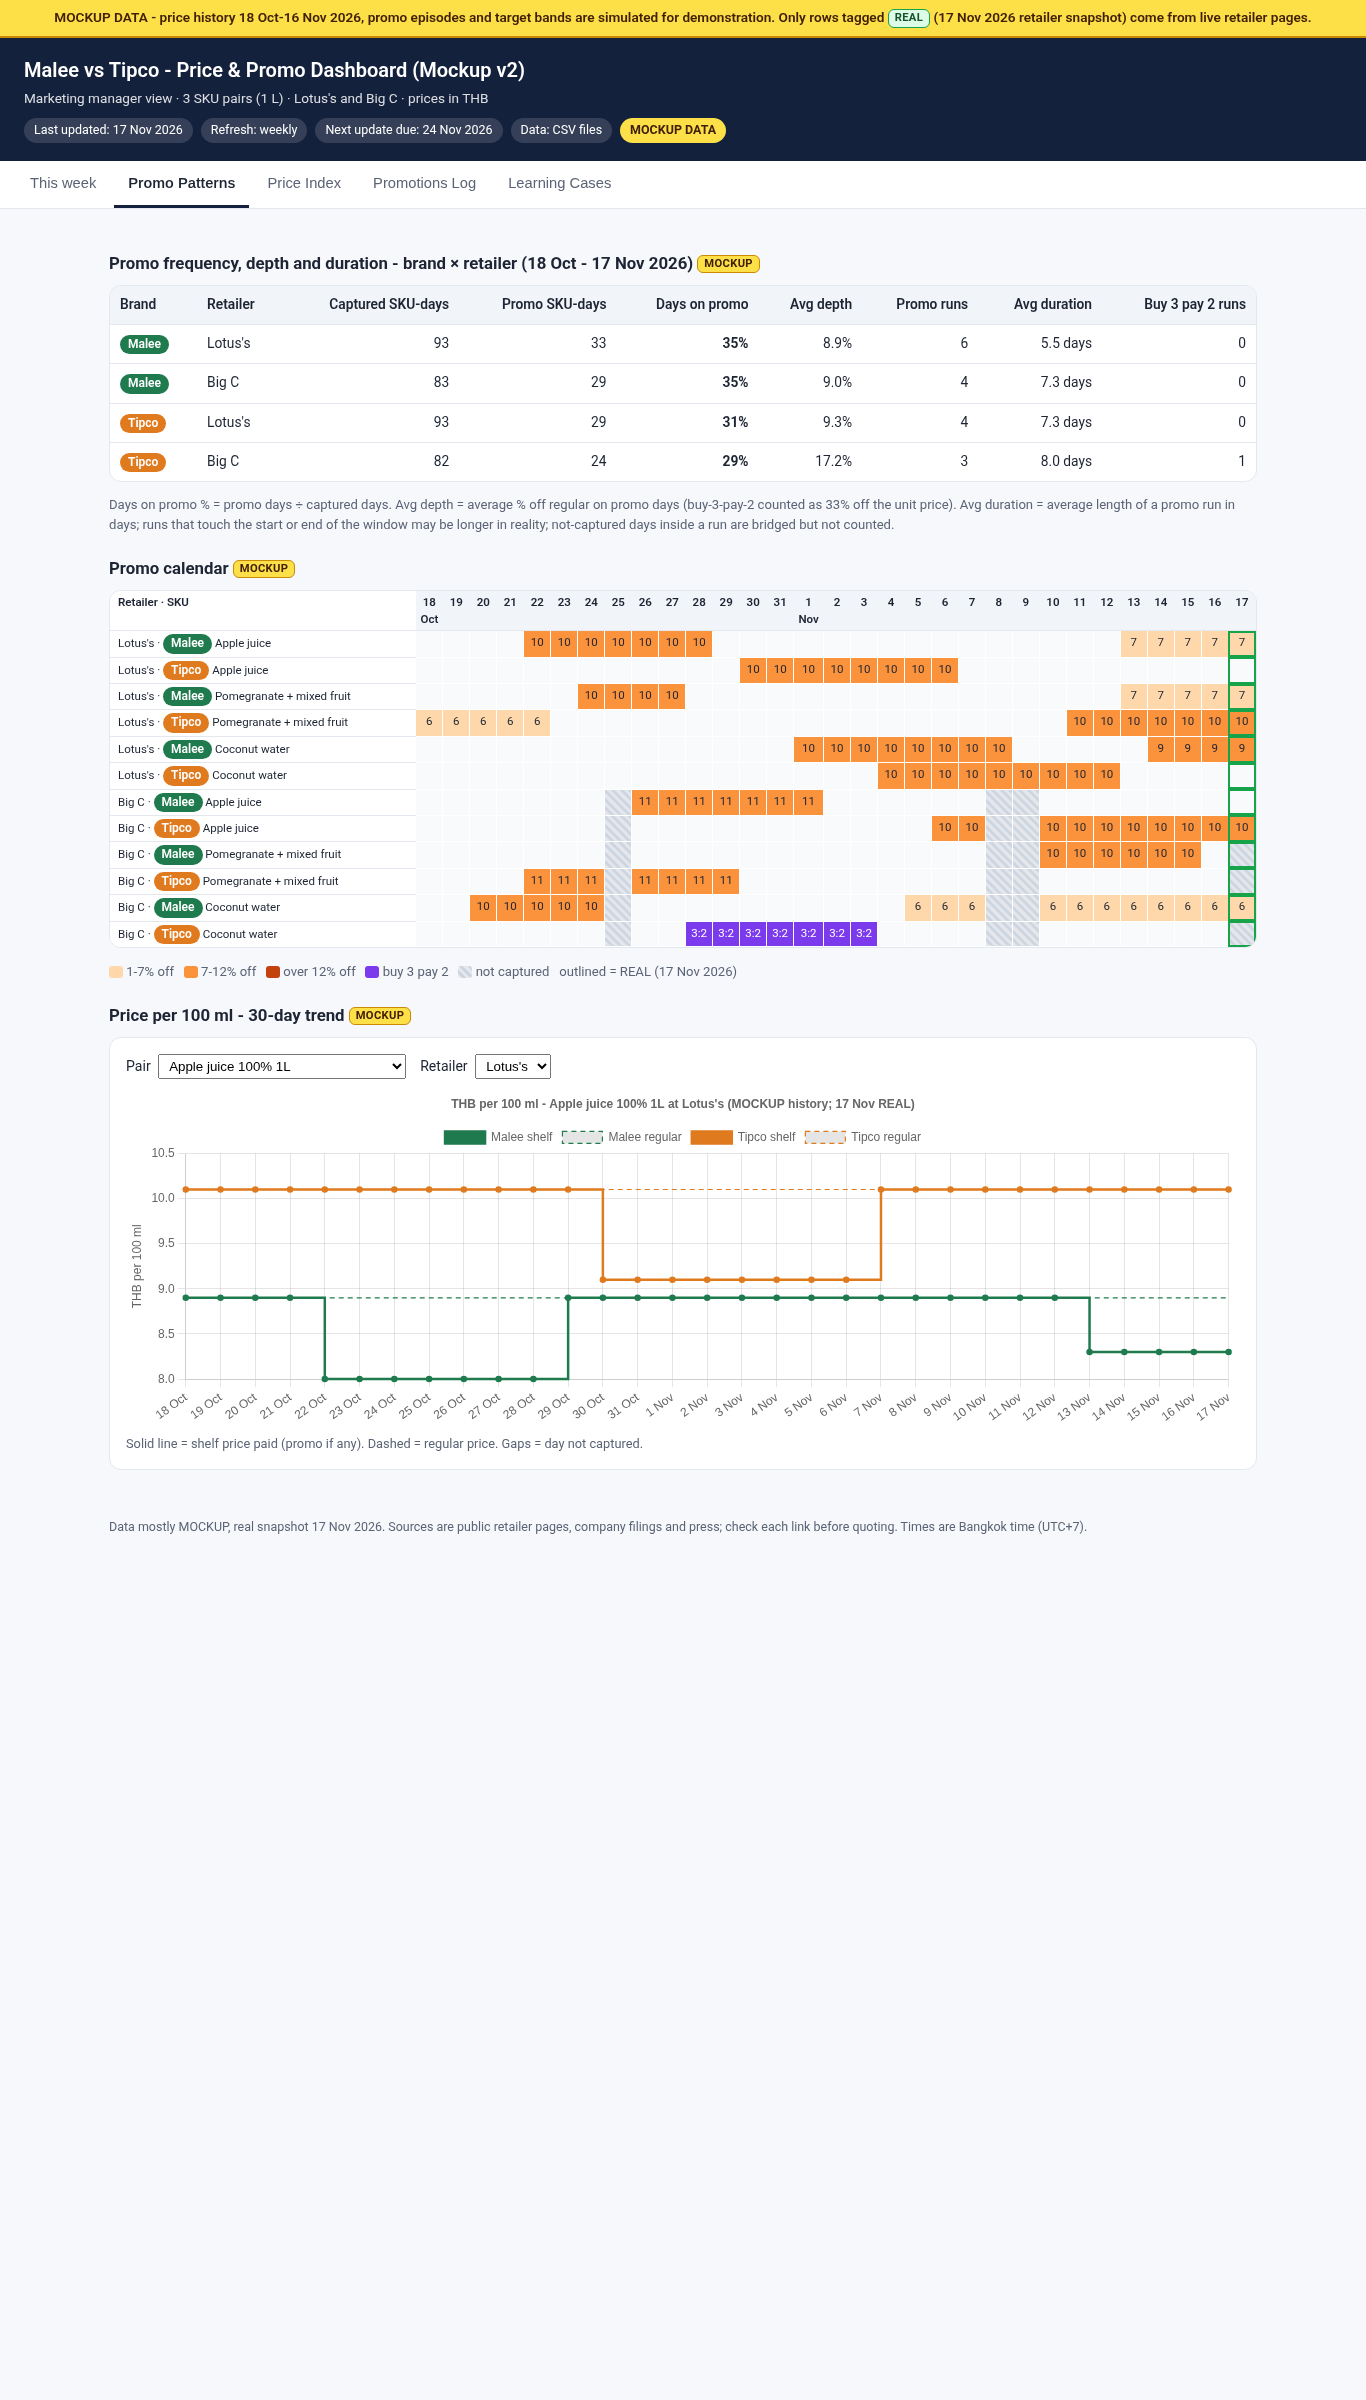 MOCKUP DATA - price history 18 Oct-16 Nov 2026, promo episodes and target bands are simulated for demonstration. Only rows tagged REAL (17 Nov 2026 retailer snapshot) come from live retailer pages.
Malee vs Tipco - Price & Promo Dashboard (Mockup v2)
Marketing manager view · 3 SKU pairs (1 L) · Lotus's and Big C · prices in THB
Last updated: 17 Nov 2026 Refresh: weekly Next update due: 24 Nov 2026 Data: CSV files MOCKUP DATA
This week Promo Patterns Price Index Promotions Log Learning Cases
Promo frequency, depth and duration - brand × retailer (18 Oct - 17 Nov 2026) MOCKUP
Brand Retailer Captured SKU-days Promo SKU-days Days on promo Avg depth Promo runs Avg duration Buy 3 pay 2 runs
Malee Lotus's 93 33 35% 8.9% 6 5.5 days 0
Malee Big C 83 29 35% 9.0% 4 7.3 days 0
Tipco Lotus's 93 29 31% 9.3% 4 7.3 days 0
Tipco Big C 82 24 29% 17.2% 3 8.0 days 1
Days on promo % = promo days ÷ captured days. Avg depth = average % off regular on promo days (buy-3-pay-2 counted as 33% off the unit price). Avg duration = average length of a promo run in
days; runs that touch the start or end of the window may be longer in reality; not-captured days inside a run are bridged but not counted.
Promo calendar MOCKUP
Retailer · SKU 18 19 20 21 22 23 24 25 26 27 28 29 30 31 1 2 3 4 5 6 7 8 9 10 11 12 13 14 15 16 17
Oct Nov
Lotus's · Malee Apple juice 10 10 10 10 10 10 10 7 7 7 7 7
Lotus's · Tipco Apple juice 10 10 10 10 10 10 10 10
Lotus's · Malee Pomegranate + mixed fruit 10 10 10 10 7 7 7 7 7
Lotus's · Tipco Pomegranate + mixed fruit 6 6 6 6 6 10 10 10 10 10 10 10
Lotus's · Malee Coconut water 10 10 10 10 10 10 10 10 9 9 9 9
Lotus's · Tipco Coconut water 10 10 10 10 10 10 10 10 10
Big C · Malee Apple juice 11 11 11 11 11 11 11
Big C · Tipco Apple juice 10 10 10 10 10 10 10 10 10 10
Big C · Malee Pomegranate + mixed fruit 10 10 10 10 10 10
Big C · Tipco Pomegranate + mixed fruit 11 11 11 11 11 11 11
Big C · Malee Coconut water 10 10 10 10 10 6 6 6 6 6 6 6 6 6 6 6
Big C · Tipco Coconut water 3:2 3:2 3:2 3:2 3:2 3:2 3:2
1-7% off 7-12% off over 12% off buy 3 pay 2 not captured outlined = REAL (17 Nov 2026)
Price per 100 ml - 30-day trend MOCKUP
Pair Apple juice 100% 1L Retailer Lotus's
THB per 100 ml - Apple juice 100% 1L at Lotus's (MOCKUP history; 17 Nov REAL)
Malee shelf Malee regular Tipco shelf Tipco regular
THB per 100 ml
10.5
10.0
9.5
9.0
8.5
8.0
18 Oct 19 Oct 20 Oct 21 Oct 22 Oct 23 Oct 24 Oct 25 Oct 26 Oct 27 Oct 28 Oct 29 Oct 30 Oct 31 Oct 1 Nov 2 Nov 3 Nov 4 Nov 5 Nov 6 Nov 7 Nov 8 Nov 9 Nov 10 Nov 11 Nov 12 Nov 13 Nov 14 Nov 15 Nov 16 Nov 17 Nov
Solid line = shelf price paid (promo if any). Dashed = regular price. Gaps = day not captured.
Data mostly MOCKUP, real snapshot 17 Nov 2026. Sources are public retailer pages, company filings and press; check each link before quoting. Times are Bangkok time (UTC+7).